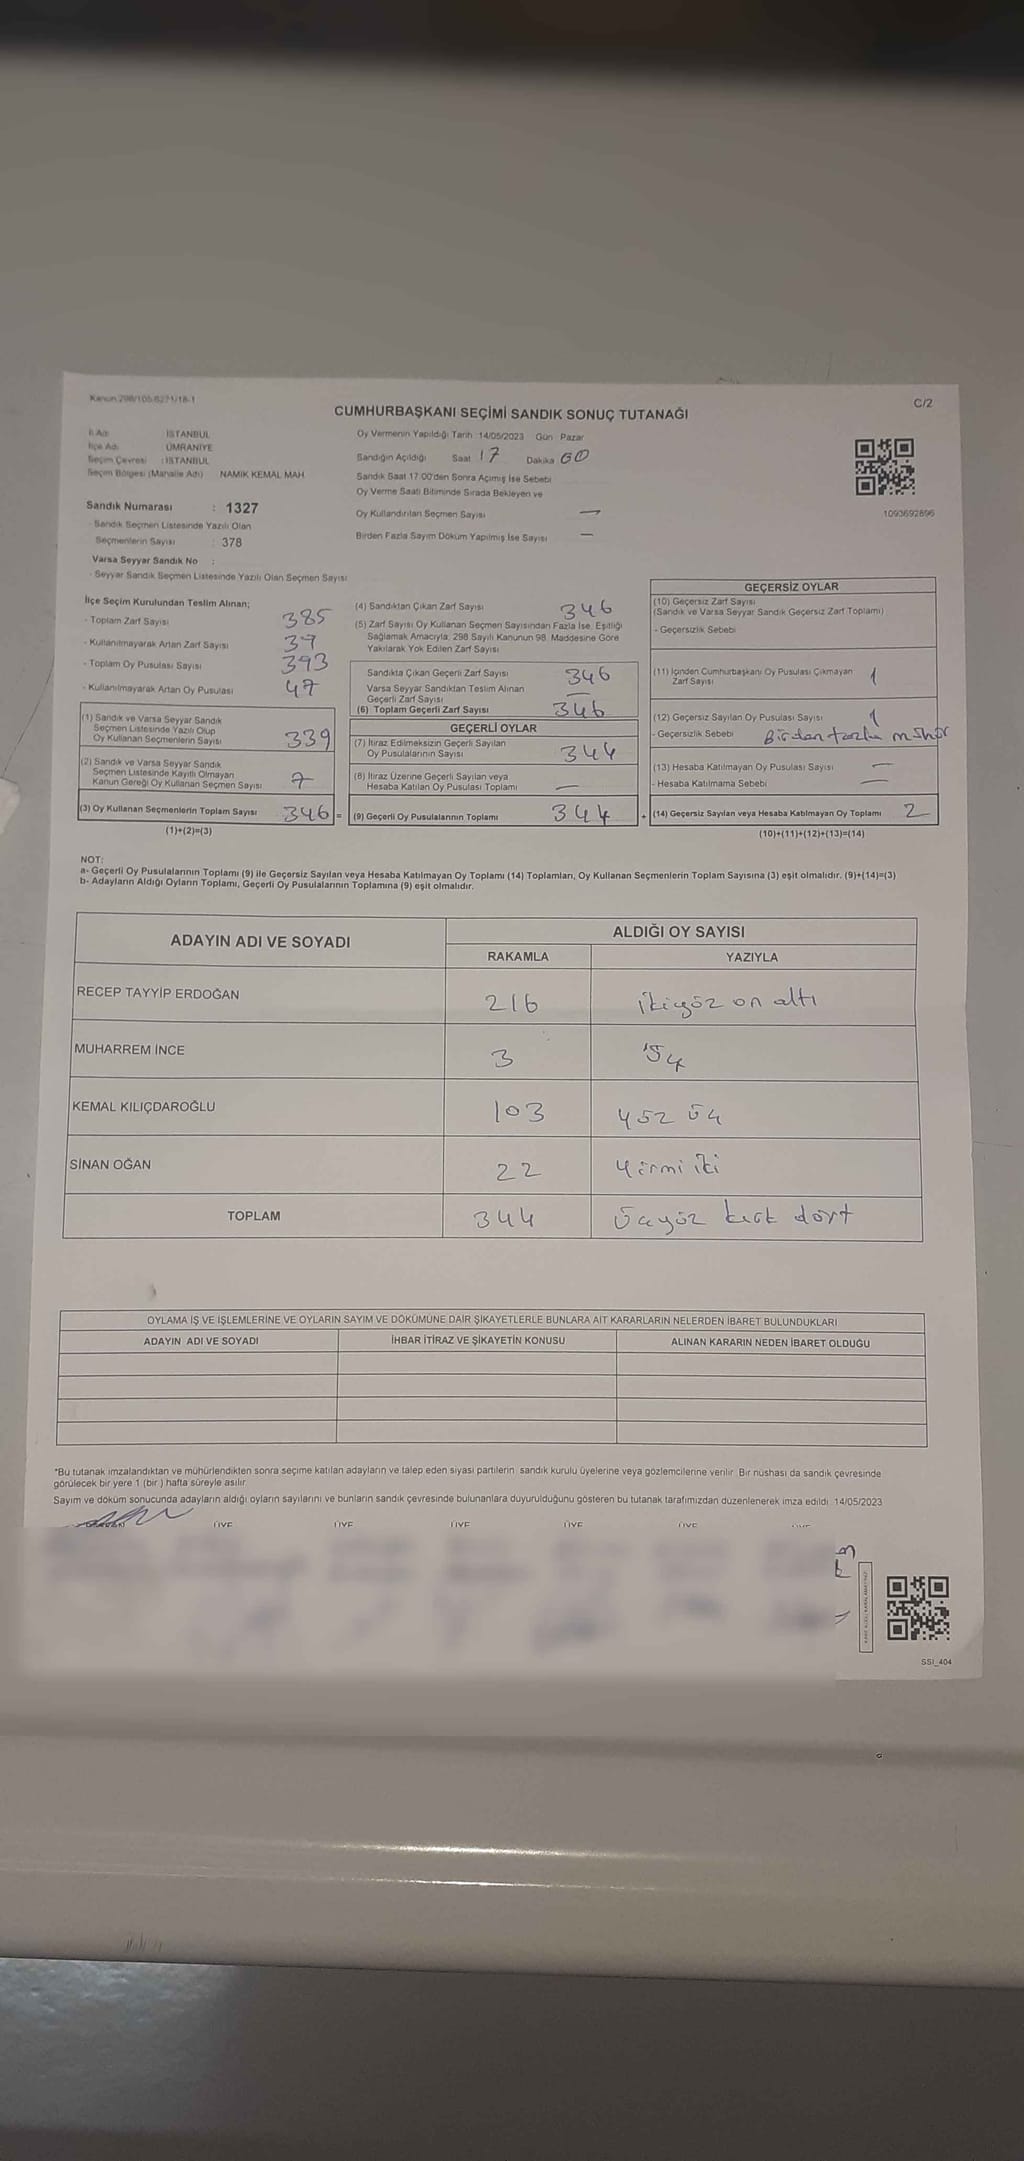 Kanun:298/105,6271/18-1
C/2
CUMHURBAŞKANI SEÇİMİ SANDIK SONUÇ TUTANAĞI
İl Adı : İSTANBUL
İlçe Adı : ÜMRANİYE
Seçim Çevresi : İSTANBUL
Seçim Bölgesi (Mahalle Adı) NAMIK KEMAL MAH
Oy Vermenin Yapıldığı Tarih 14/05/2023 Gün Pazar
Sandığın Açıldığı Saat 17 Dakika 00
Sandık Saat 17:00'den Sonra Açılmış İse Sebebi
Oy Verme Saati Bitiminde Sırada Bekleyen ve
Oy Kullandırılan Seçmen Sayısı —
Birden Fazla Sayım Döküm Yapılmış İse Sayısı —
1093692896
Sandık Numarası : 1327
- Sandık Seçmen Listesinde Yazılı Olan
Seçmenlerin Sayısı : 378
Varsa Seyyar Sandık No :
- Seyyar Sandık Seçmen Listesinde Yazılı Olan Seçmen Sayısı
İlçe Seçim Kurulundan Teslim Alınan;
- Toplam Zarf Sayısı 385
- Kullanılmayarak Artan Zarf Sayısı 39
- Toplam Oy Pusulası Sayısı 393
- Kullanılmayarak Artan Oy Pusulası 47
(1) Sandık ve Varsa Seyyar Sandık
Seçmen Listesinde Yazılı Olup
Oy Kullanan Seçmenlerin Sayısı 339
(2) Sandık ve Varsa Seyyar Sandık
Seçmen Listesinde Kayıtlı Olmayan
Kanun Gereği Oy Kullanan Seçmen Sayısı 7
(3) Oy Kullanan Seçmenlerin Toplam Sayısı 346 =
(1)+(2)=(3)
(4) Sandıktan Çıkan Zarf Sayısı 346
(5) Zarf Sayısı Oy Kullanan Seçmen Sayısından Fazla İse, Eşitliği
Sağlamak Amacıyla, 298 Sayılı Kanunun 98. Maddesine Göre
Yakılarak Yok Edilen Zarf Sayısı
Sandıkta Çıkan Geçerli Zarf Sayısı 346
Varsa Seyyar Sandıktan Teslim Alınan
Geçerli Zarf Sayısı —
(6) Toplam Geçerli Zarf Sayısı 346
GEÇERLİ OYLAR
(7) İtiraz Edilmeksizin Geçerli Sayılan
Oy Pusulalarının Sayısı 344
(8) İtiraz Üzerine Geçerli Sayılan veya
Hesaba Katılan Oy Pusulası Toplamı —
(9) Geçerli Oy Pusulalarının Toplamı 344 +
GEÇERSİZ OYLAR
(10) Geçersiz Zarf Sayısı
(Sandık ve Varsa Seyyar Sandık Geçersiz Zarf Toplamı)
- Geçersizlik Sebebi
(11) İçinden Cumhurbaşkanı Oy Pusulası Çıkmayan
Zarf Sayısı 1
(12) Geçersiz Sayılan Oy Pusulası Sayısı 1
- Geçersizlik Sebebi Birden fazla mühür
(13) Hesaba Katılmayan Oy Pusulası Sayısı —
- Hesaba Katılmama Sebebi —
(14) Geçersiz Sayılan veya Hesaba Katılmayan Oy Toplamı 2
(10)+(11)+(12)+(13)=(14)
NOT:
a- Geçerli Oy Pusulalarının Toplamı (9) ile Geçersiz Sayılan veya Hesaba Katılmayan Oy Toplamı (14) Toplamları, Oy Kullanan Seçmenlerin Toplam Sayısına (3) eşit olmalıdır. (9)+(14)=(3)
b- Adayların Aldığı Oyların Toplamı, Geçerli Oy Pusulalarının Toplamına (9) eşit olmalıdır.
ADAYIN ADI VE SOYADI
ALDIĞI OY SAYISI
RAKAMLA YAZIYLA
RECEP TAYYİP ERDOĞAN 216 ikiyüz on altı
MUHARREM İNCE 3 üç
KEMAL KILIÇDAROĞLU 103 yüz üç
SİNAN OĞAN 22 yirmi iki
TOPLAM 344 üçyüz kırk dört
OYLAMA İŞ VE İŞLEMLERİNE VE OYLARIN SAYIM VE DÖKÜMÜNE DAİR ŞİKAYETLERLE BUNLARA AİT KARARLARIN NELERDEN İBARET BULUNDUKLARI
ADAYIN ADI VE SOYADI İHBAR İTİRAZ VE ŞİKAYETİN KONUSU ALINAN KARARIN NEDEN İBARET OLDUĞU
*Bu tutanak imzalandıktan ve mühürlendikten sonra seçime katılan adayların ve talep eden siyasi partilerin sandık kurulu üyelerine veya gözlemcilerine verilir. Bir nüshası da sandık çevresinde
görülecek bir yere 1 (bir ) hafta süreyle asılır.
Sayım ve döküm sonucunda adayların aldığı oyların sayılarını ve bunların sandık çevresinde bulunanlara duyurulduğunu gösteren bu tutanak tarafımızdan düzenlenerek imza edildi. 14/05/2023
ÜYE ÜYE ÜYE ÜYE ÜYE
SSI_404